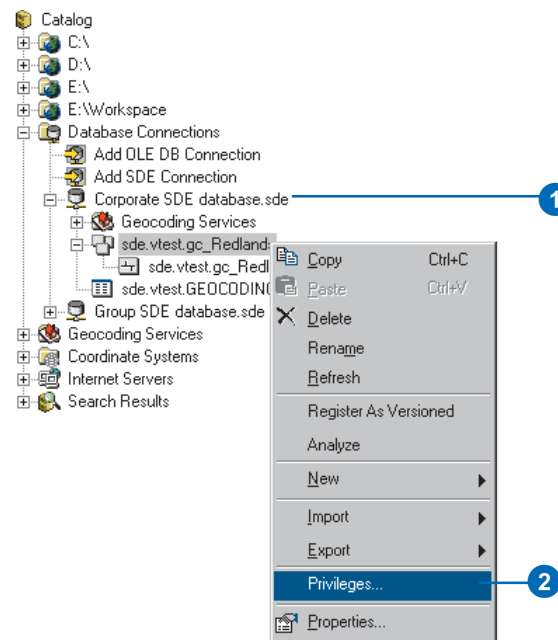 Catalog
C:\
D:\
E:\
E:\Workspace
Database Connections
Add OLE DB Connection
Add SDE Connection
Corporate SDE database.sde
1
Geocoding Services
sde.vtest.gc_Redland
sde.vtest.gc_Redl
sde.vtest.GEOCODING
Group SDE database.sde
Geocoding Services
Coordinate Systems
Internet Servers
Search Results
Copy Ctrl+C
Paste Ctrl+V
Delete
Rename
Refresh
Register As Versioned
Analyze
New
Import
Export
Privileges...
2
Properties...